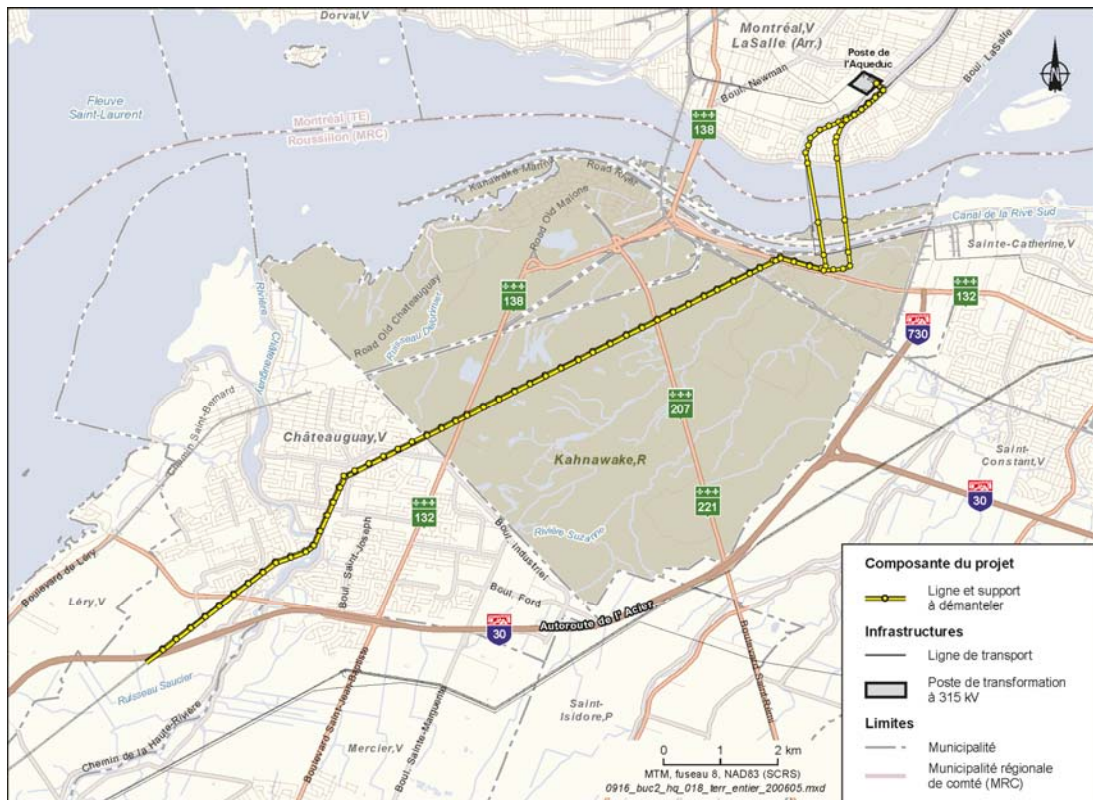 Dorval,V
Montréal,V
LaSalle (Arr.)
Poste de
l'Aqueduc
Boul. LaSalle
Boul. Newman
Fleuve
Saint-Laurent
Montréal (TE)
Roussillon (MRC)
138
Kanawake Marina
Road River
Road Old Malone
Canal de la Rive Sud
Sainte-Catherine,V
132
138
730
Rivière
Châteauguay
Road Old Chateauguay
Ruisseau Delormier
207
Chemin Saint-Bernard
Châteauguay,V
Kahnawake,R
Saint-
Constant,V
30
132
221
Boul. Saint-Joseph
Boul. Industriel
Rivière Suzanne
Boulevard de Léry
Léry,V
Boul. Ford
Autoroute de l' Acier
30
Ruisseau Saucier
Boulevard Saint-Jean-Baptiste
Boulevard Saint-Rémi
Chemin de la Haute-Rivière
Mercier,V
Boul. Sainte-Marguerite
Saint-
Isidore,P
0 1 2 km
MTM, fuseau 8, NAD83 (SCRS)
0916_buc2_hq_018_terr_entier_200605.mxd
Composante du projet
Ligne et support
à démanteler
Infrastructures
Ligne de transport
Poste de transformation
à 315 kV
Limites
Municipalité
Municipalité régionale
de comté (MRC)